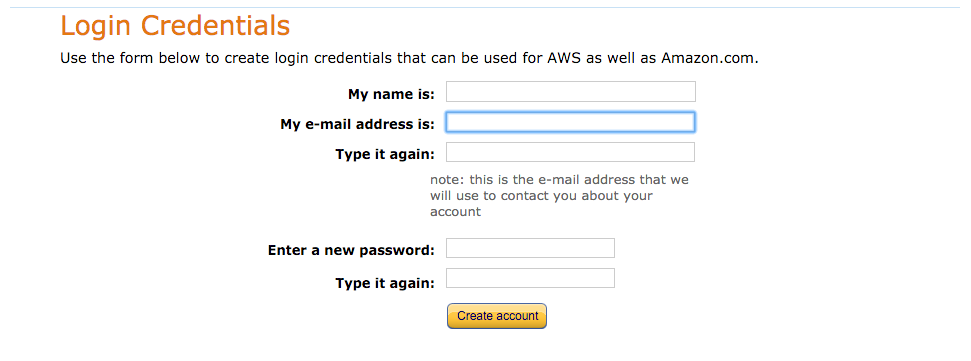 Login Credentials
Use the form below to create login credentials that can be used for AWS as well as Amazon.com.
My name is:
My e-mail address is:
Type it again:
note: this is the e-mail address that we
will use to contact you about your
account
Enter a new password:
Type it again:
Create account